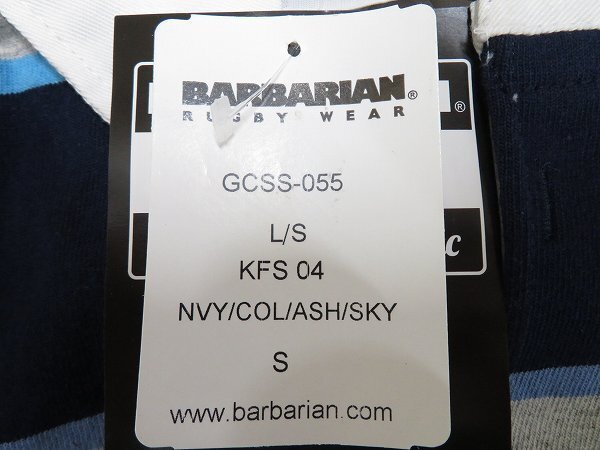 BARBARIAN®
RUGBY WEAR
GCSS-055
L/S
KFS 04
NVY/COL/ASH/SKY
S
www.barbarian.com
®
c